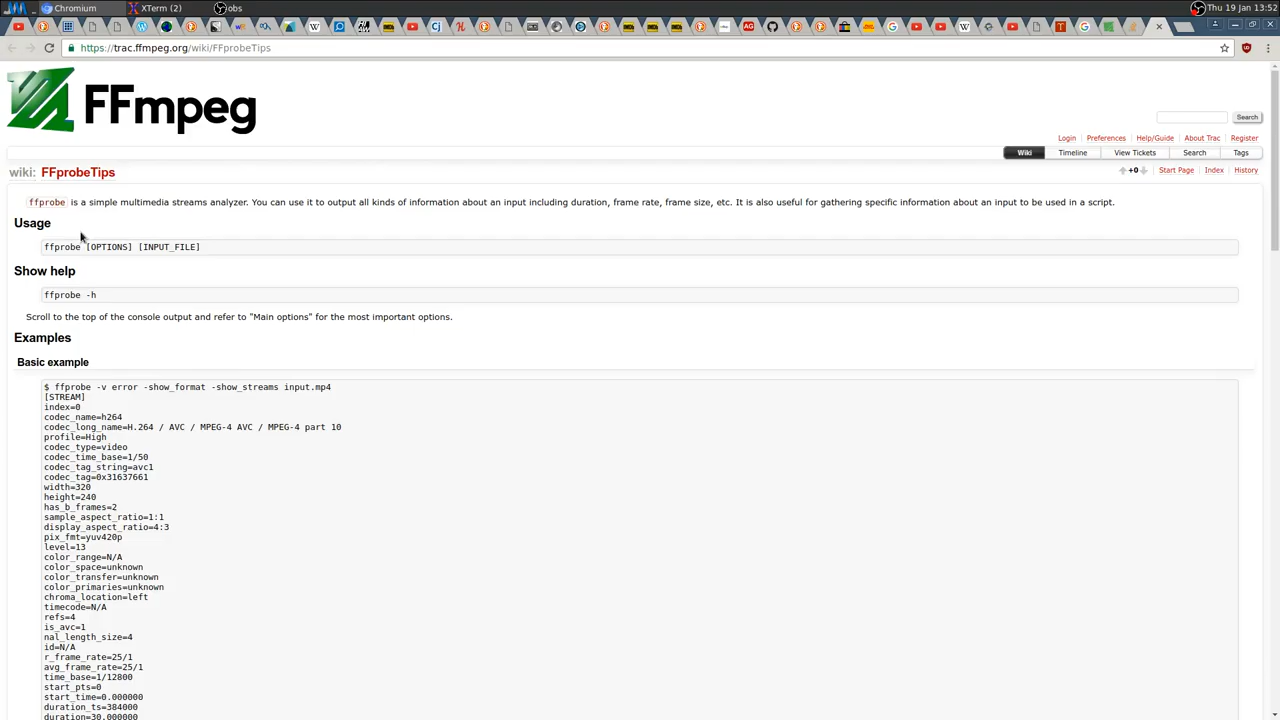 Chromium
XTerm (2)
obs
Thu 19 Jan 13:52
https://trac.ffmpeg.org/wiki/FFprobeTips
FFmpeg
Search
Login Preferences Help/Guide About Trac Register
Wiki Timeline View Tickets Search Tags
wiki: FFprobeTips
+0 Start Page Index History
ffprobe is a simple multimedia streams analyzer. You can use it to output all kinds of information about an input including duration, frame rate, frame size, etc. It is also useful for gathering specific information about an input to be used in a script.
Usage
ffprobe [OPTIONS] [INPUT_FILE]
Show help
ffprobe -h
Scroll to the top of the console output and refer to "Main options" for the most important options.
Examples
Basic example
$ ffprobe -v error -show_format -show_streams input.mp4
[STREAM]
index=0
codec_name=h264
codec_long_name=H.264 / AVC / MPEG-4 AVC / MPEG-4 part 10
profile=High
codec_type=video
codec_time_base=1/50
codec_tag_string=avc1
codec_tag=0x31637661
width=320
height=240
has_b_frames=2
sample_aspect_ratio=1:1
display_aspect_ratio=4:3
pix_fmt=yuv420p
level=13
color_range=N/A
color_space=unknown
color_transfer=unknown
color_primaries=unknown
chroma_location=left
timecode=N/A
refs=4
is_avc=1
nal_length_size=4
id=N/A
r_frame_rate=25/1
avg_frame_rate=25/1
time_base=1/12800
start_pts=0
start_time=0.000000
duration_ts=384000
duration=30.000000